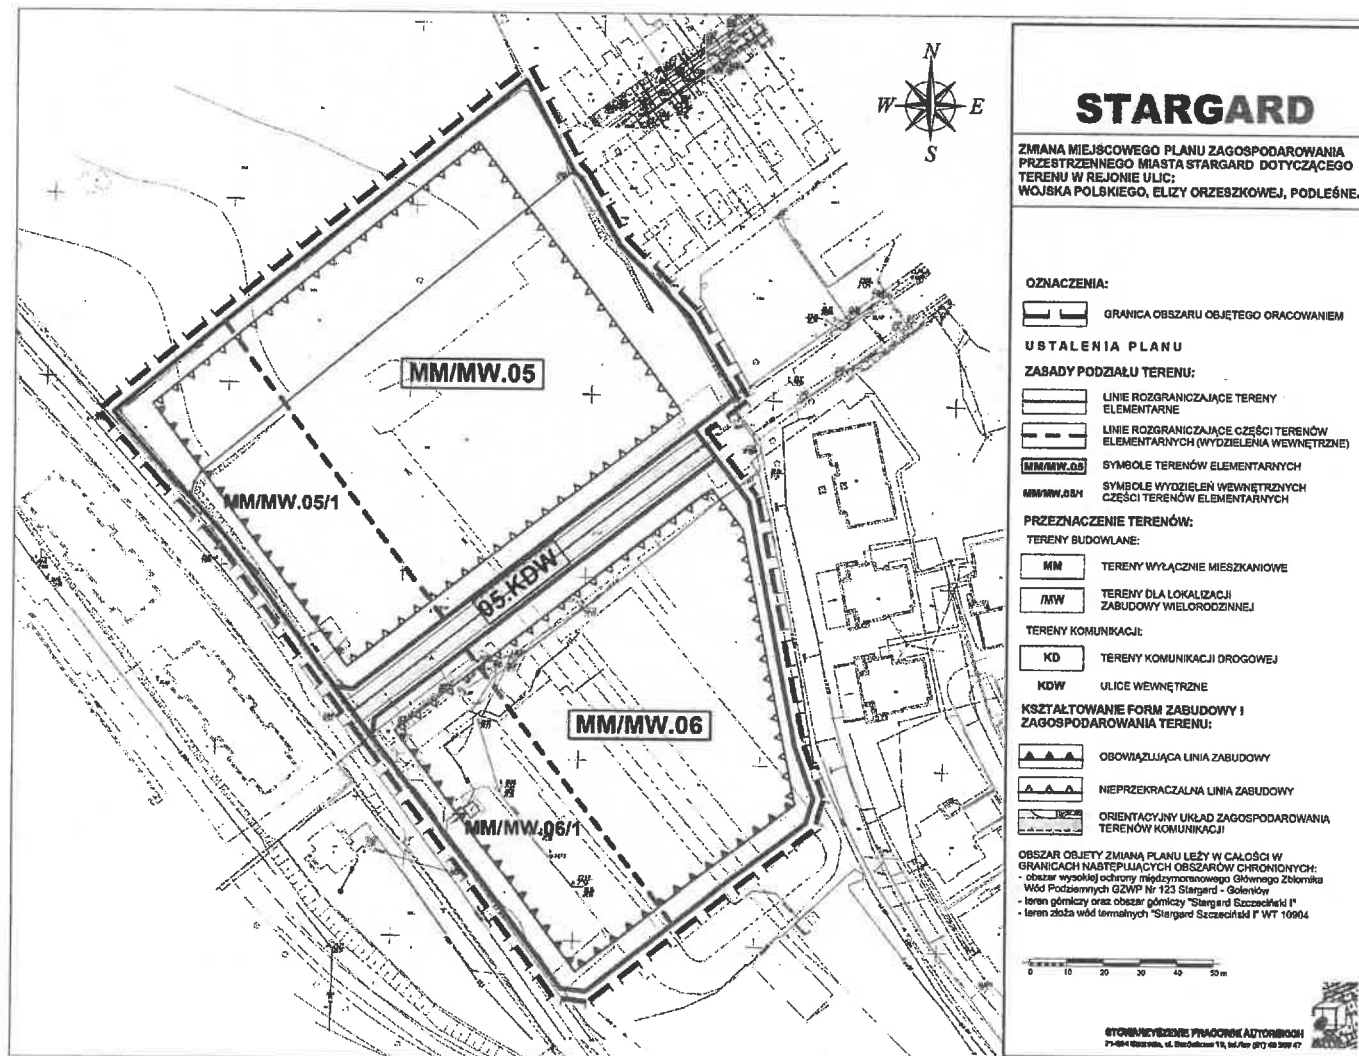 N
W E
S
MM/MW.05
MM/MW.05/1
05.KDW
MM/MW.06
MM/MW.06/1
STARGARD
ZMIANA MIEJSCOWEGO PLANU ZAGOSPODAROWANIA
PRZESTRZENNEGO MIASTA STARGARD DOTYCZĄCEGO
TERENU W REJONIE ULIC:
WOJSKA POLSKIEGO, ELIZY ORZESZKOWEJ, PODLEŚNEJ
OZNACZENIA:
GRANICA OBSZARU OBJĘTEGO ORACOWANIEM
USTALENIA PLANU
ZASADY PODZIAŁU TERENU:
LINIE ROZGRANICZAJĄCE TERENY
ELEMENTARNE
LINIE ROZGRANICZAJĄCE CZĘŚCI TERENÓW
ELEMENTARNYCH (WYDZIELENIA WEWNĘTRZNE)
MM/MW.05 SYMBOLE TERENÓW ELEMENTARNYCH
MM/MW.05/1 SYMBOLE WYDZIELEŃ WEWNĘTRZNYCH
CZĘŚCI TERENÓW ELEMENTARNYCH
PRZEZNACZENIE TERENÓW:
TERENY BUDOWLANE:
MM TERENY WYŁĄCZNIE MIESZKANIOWE
/MW TERENY DLA LOKALIZACJI
ZABUDOWY WIELORODZINNEJ
TERENY KOMUNIKACJI:
KD TERENY KOMUNIKACJI DROGOWEJ
KDW ULICE WEWNĘTRZNE
KSZTAŁTOWANIE FORM ZABUDOWY I
ZAGOSPODAROWANIA TERENU:
OBOWIĄZUJĄCA LINIA ZABUDOWY
NIEPRZEKRACZALNA LINIA ZABUDOWY
ORIENTACYJNY UKŁAD ZAGOSPODAROWANIA
TERENÓW KOMUNIKACJI
OBSZAR OBJĘTY ZMIANĄ PLANU LEŻY W CAŁOŚCI W
GRANICACH NASTĘPUJĄCYCH OBSZARÓW CHRONIONYCH:
- obszar wysokiej ochrony międzymorenowego Głównego Zbiornika
Wód Podziemnych GZWP Nr 123 Stargard - Goleniów
- teren górniczy oraz obszar górniczy "Stargard Szczeciński I"
- teren złoża wód termalnych "Stargard Szczeciński I" WT 10904
0 10 20 30 40 50 m
STOWARZYSZENIE PRACOWNI AUTORSKICH